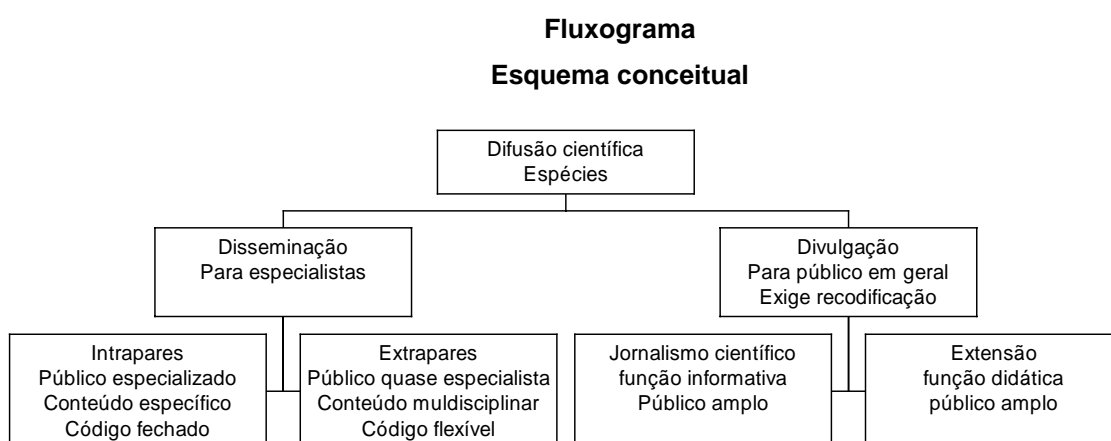 Fluxograma
Esquema conceitual
Difusão científica
Espécies
Disseminação
Para especialistas
Divulgação
Para público em geral
Exige recodificação
Intrapares
Público especializado
Conteúdo específico
Código fechado
Extrapares
Público quase especialista
Conteúdo muldisciplinar
Código flexível
Jornalismo científico
função informativa
Público amplo
Extensão
função didática
público amplo